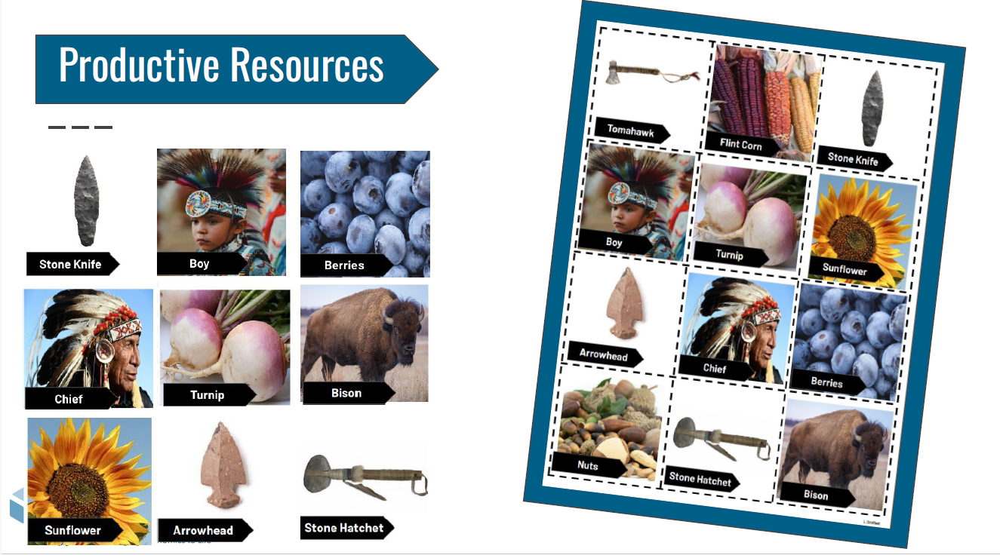 Productive Resources
Stone Knife
Boy
Berries
Chief
Turnip
Bison
Sunflower
Arrowhead
Stone Hatchet
Tomahawk
Flint Corn
Stone Knife
Boy
Turnip
Sunflower
Arrowhead
Chief
Berries
Nuts
Stone Hatchet
Bison